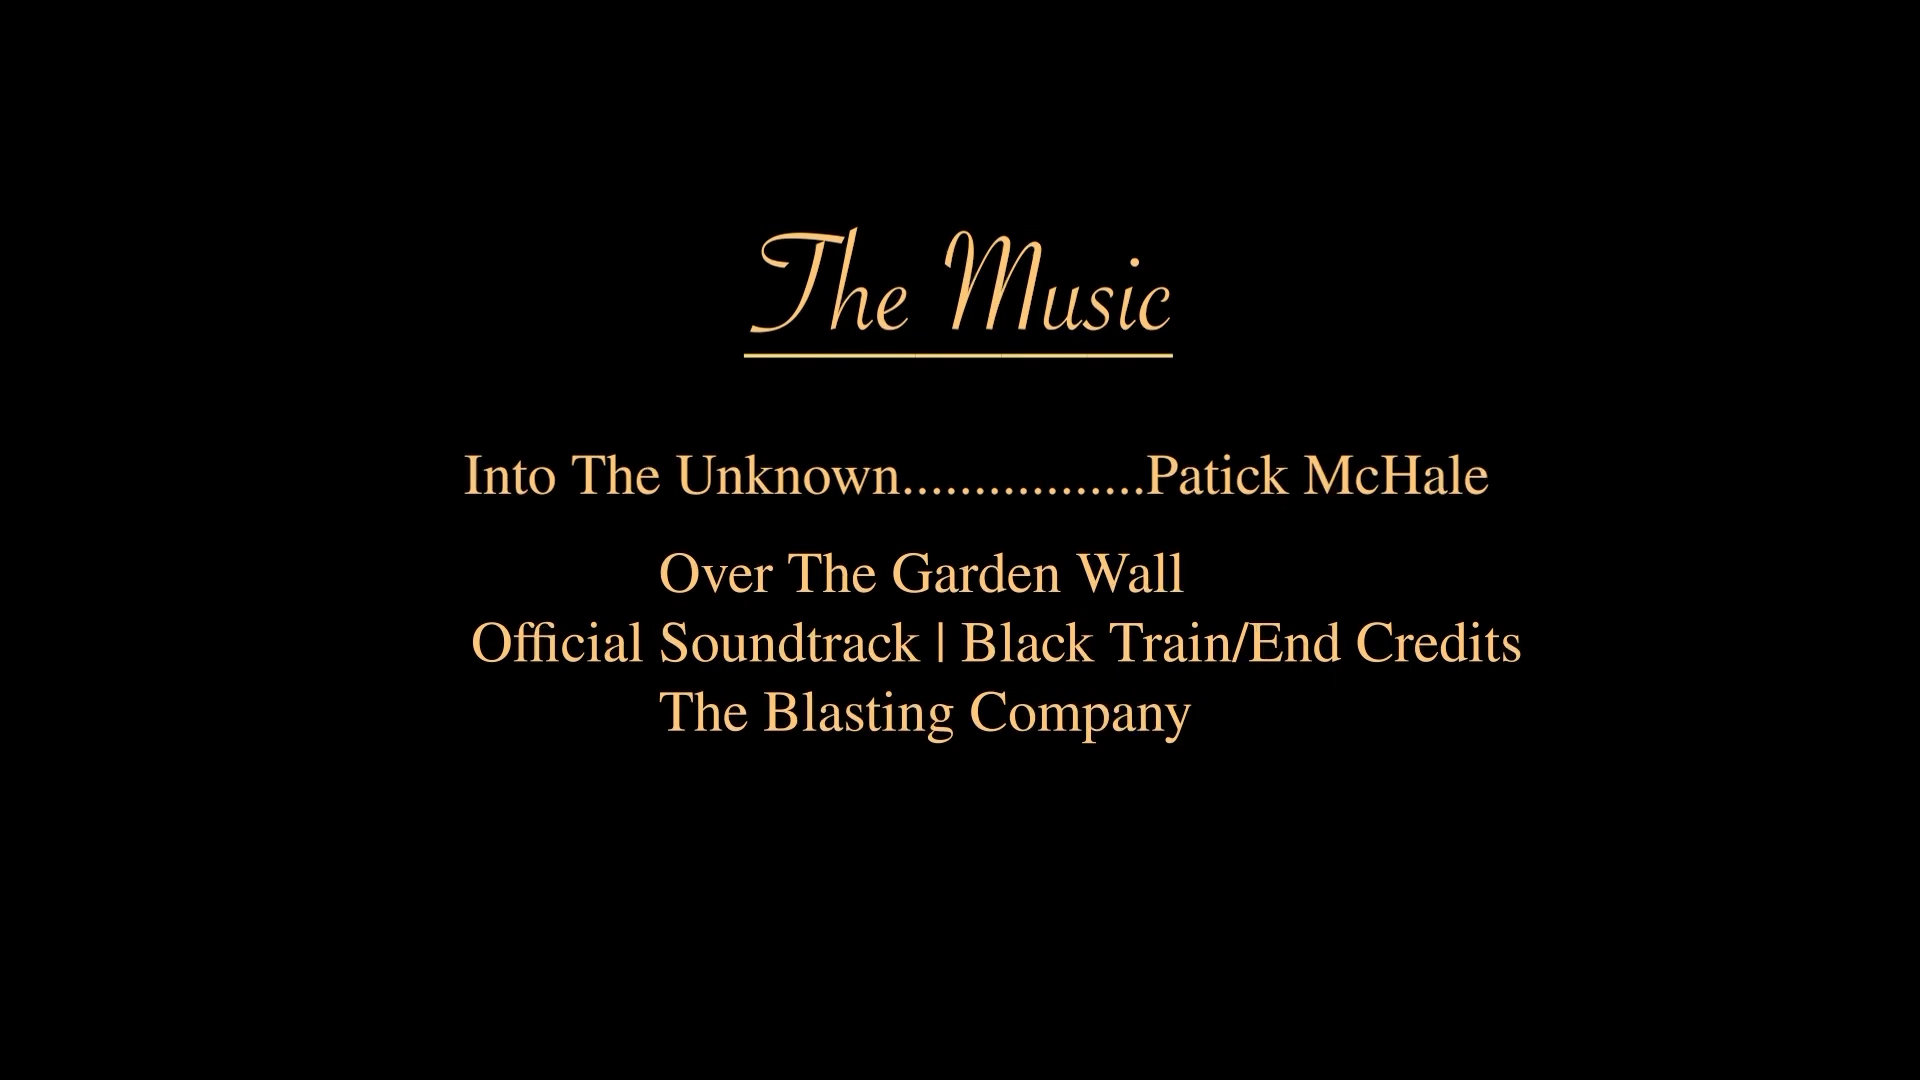 The Music
Into The Unknown.................Patick McHale
Over The Garden Wall
Official Soundtrack | Black Train/End Credits
The Blasting Company